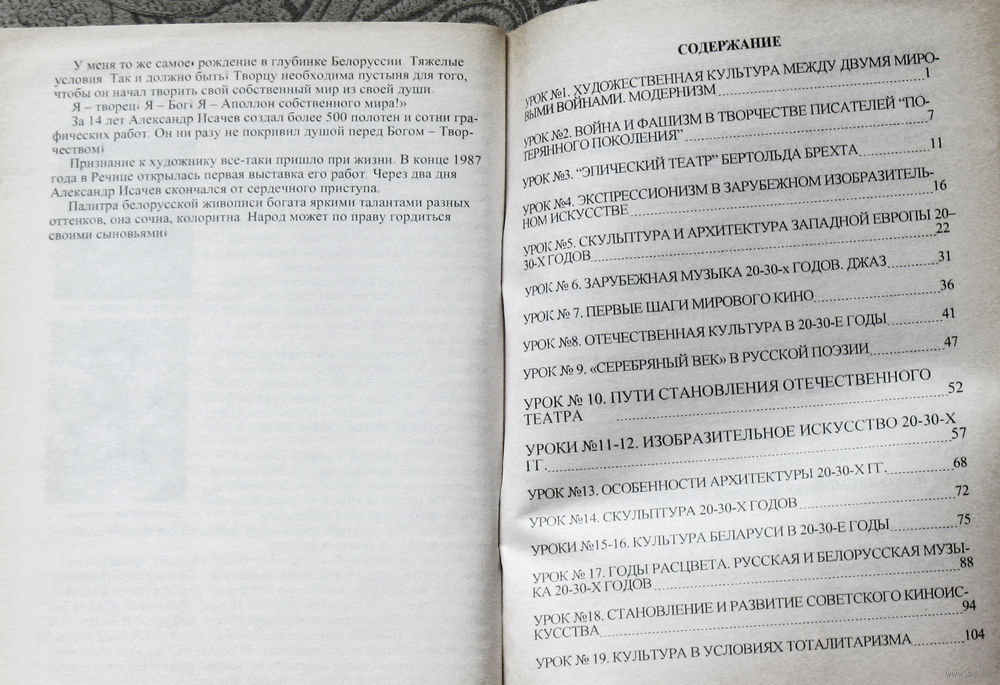 У меня то же самое: рождение в глубинке Белоруссии. Тяжелые
условия. Так и должно быть! Творцу необходима пустыня для того,
чтобы он начал творить свой собственный мир из своей души.
Я – творец! Я – Бог! Я – Аполлон собственного мира!»
За 14 лет Александр Исачев создал более 500 полотен и сотни гра-
фических работ. Он ни разу не покривил душой перед Богом – Твор-
чеством!
Признание к художнику все-таки пришло при жизни. В конце 1987
года в Речице открылась первая выставка его работ. Через два дня
Александр Исачев скончался от сердечного приступа.
Палитра белорусской живописи богата яркими талантами разных
оттенков, она сочна, колоритна. Народ может по праву гордиться
своими сыновьями!
СОДЕРЖАНИЕ
УРОК №1. ХУДОЖЕСТВЕННАЯ КУЛЬТУРА МЕЖДУ ДВУМЯ МИРО-
ВЫМИ ВОЙНАМИ. МОДЕРНИЗМ 1
УРОК №2. ВОЙНА И ФАШИЗМ В ТВОРЧЕСТВЕ ПИСАТЕЛЕЙ "ПО-
ТЕРЯННОГО ПОКОЛЕНИЯ" 7
УРОК №3. "ЭПИЧЕСКИЙ ТЕАТР" БЕРТОЛЬДА БРЕХТА 11
УРОК №4. ЭКСПРЕССИОНИЗМ В ЗАРУБЕЖНОМ ИЗОБРАЗИТЕЛЬ-
НОМ ИСКУССТВЕ 16
УРОК №5. СКУЛЬПТУРА И АРХИТЕКТУРА ЗАПАДНОЙ ЕВРОПЫ 20–
30-Х ГОДОВ 22
УРОК № 6. ЗАРУБЕЖНАЯ МУЗЫКА 20-30-х ГОДОВ. ДЖАЗ 31
УРОК № 7. ПЕРВЫЕ ШАГИ МИРОВОГО КИНО 36
УРОК №8. ОТЕЧЕСТВЕННАЯ КУЛЬТУРА В 20-30-Е ГОДЫ 41
УРОК № 9. «СЕРЕБРЯНЫЙ ВЕК» В РУССКОЙ ПОЭЗИИ 47
УРОК № 10. ПУТИ СТАНОВЛЕНИЯ ОТЕЧЕСТВЕННОГО
ТЕАТРА 52
УРОКИ №11-12. ИЗОБРАЗИТЕЛЬНОЕ ИСКУССТВО 20-30-Х
ГГ. 57
УРОК №13. ОСОБЕННОСТИ АРХИТЕКТУРЫ 20-30-Х ГГ. 68
УРОК №14. СКУЛЬПТУРА 20-30-Х ГОДОВ 72
УРОКИ №15-16. КУЛЬТУРА БЕЛАРУСИ В 20-30-Е ГОДЫ 75
УРОК № 17. ГОДЫ РАСЦВЕТА. РУССКАЯ И БЕЛОРУССКАЯ МУЗЫ-
КА 20-30-Х ГОДОВ 88
УРОК №18. СТАНОВЛЕНИЕ И РАЗВИТИЕ СОВЕТСКОГО КИНОИС-
КУССТВА 94
УРОК № 19. КУЛЬТУРА В УСЛОВИЯХ ТОТАЛИТАРИЗМА 104